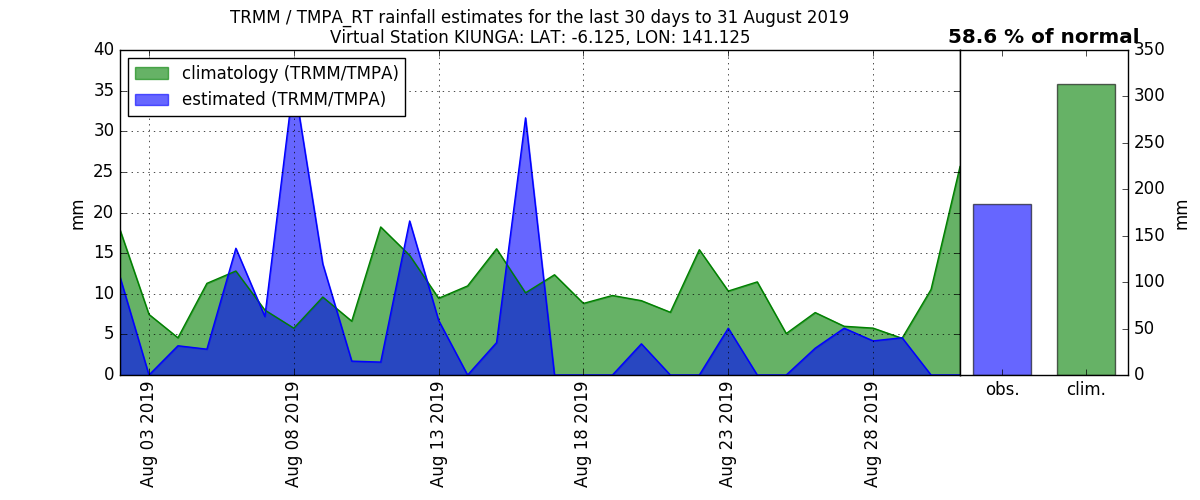 TRMM / TMPA_RT rainfall estimates for the last 30 days to 31 August 2019
Virtual Station KIUNGA: LAT: -6.125, LON: 141.125
58.6 % of normal
climatology (TRMM/TMPA)
estimated (TRMM/TMPA)
mm
40
35
30
25
20
15
10
5
0
Aug 03 2019
Aug 08 2019
Aug 13 2019
Aug 18 2019
Aug 23 2019
Aug 28 2019
obs.
clim.
350
300
250
200
150
100
50
0
mm